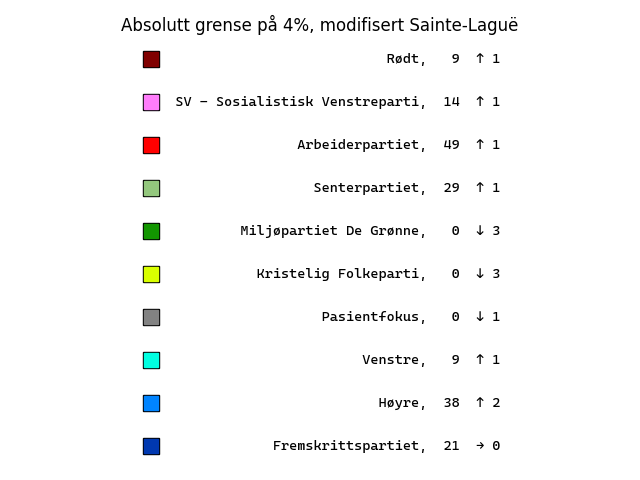 Absolutt grense på 4%, modifisert Sainte-Laguë
Rødt, 9 ↑ 1
SV – Sosialistisk Venstreparti, 14 ↑ 1
Arbeiderpartiet, 49 ↑ 1
Senterpartiet, 29 ↑ 1
Miljøpartiet De Grønne, 0 ↓ 3
Kristelig Folkeparti, 0 ↓ 3
Pasientfokus, 0 ↓ 1
Venstre, 9 ↑ 1
Høyre, 38 ↑ 2
Fremskrittspartiet, 21 → 0